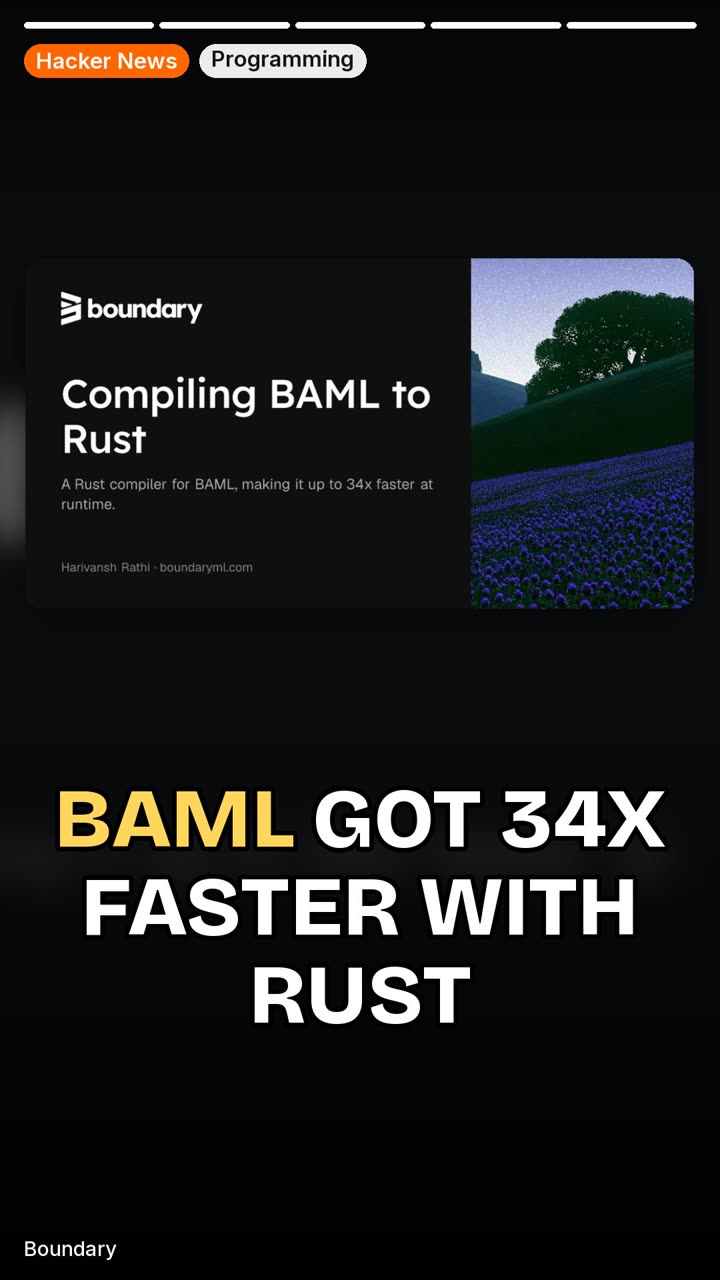 Hacker News
Programming
boundary
Compiling BAML to
Rust
A Rust compiler for BAML, making it up to 34x faster at
runtime.
Harivansh Rathi · boundaryml.com
BAML GOT 34X
FASTER WITH
RUST
Boundary